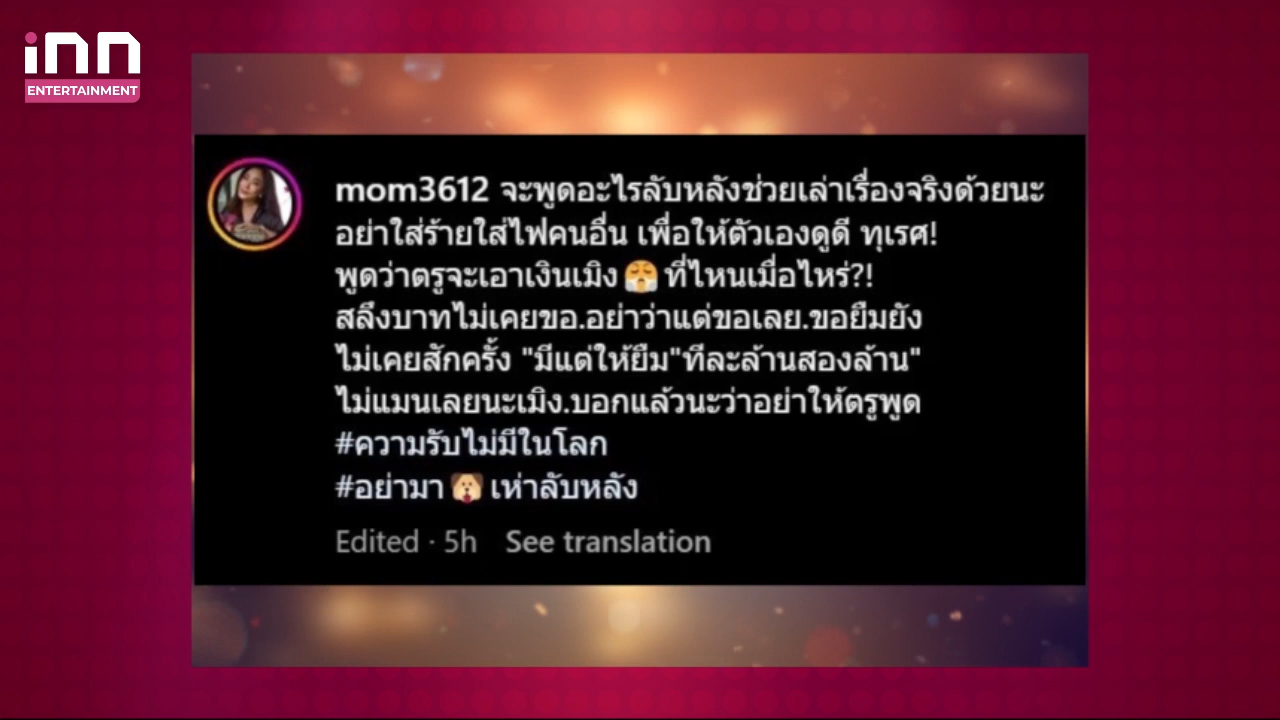 inn
ENTERTAINMENT
mom3612 จะพูดอะไรลับหลังช่วยเล่าเรื่องจริงด้วยนะ
อย่าใส่ร้ายใส่ไฟคนอื่น เพื่อให้ตัวเองดูดี ทุเรศ!
พูดว่าตรูจะเอาเงินเมิง 😤 ที่ไหนเมื่อไหร่?!
สลึงบาทไม่เคยขอ.อย่าว่าแต่ขอเลย.ขอยืมยัง
ไม่เคยสักครั้ง "มีแต่ให้ยืม"ทีละล้านสองล้าน"
ไม่แมนเลยนะเมิง.บอกแล้วนะว่าอย่าให้ตรูพูด
#ความรับไม่มีในโลก
#อย่ามา 🐶 เห่าลับหลัง
Edited · 5h See translation